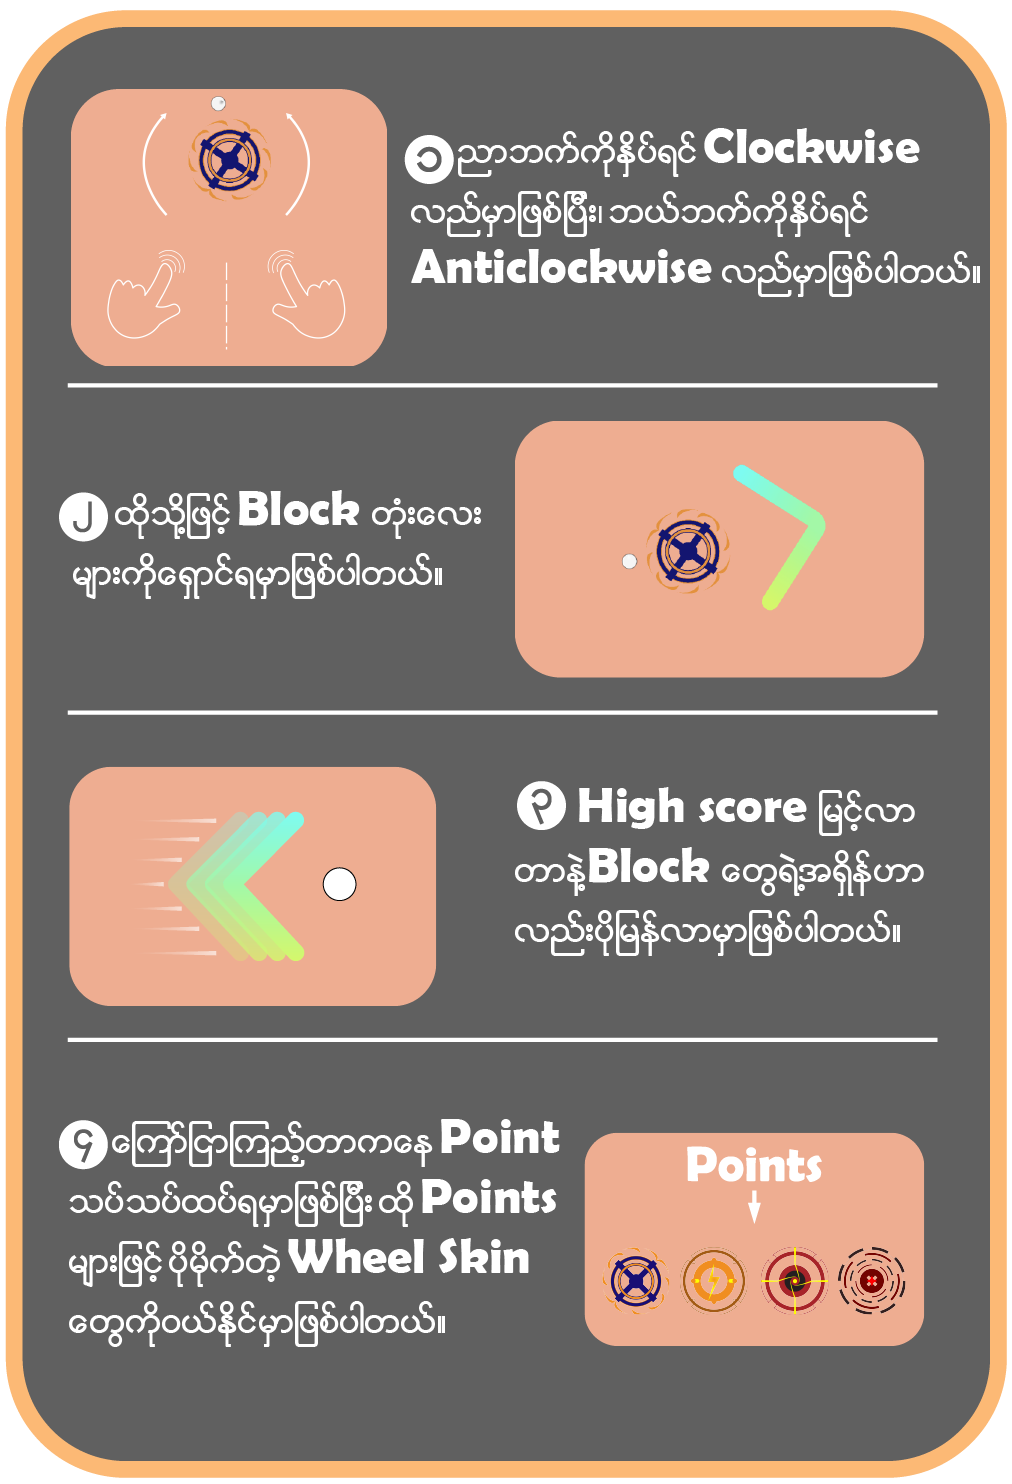 ၁ ညာဘက်ကိုနှိပ်ရင် Clockwise
လည်မှာဖြစ်ပြီး၊ ဘယ်ဘက်ကိုနှိပ်ရင်
Anticlockwise လည်မှာဖြစ်ပါတယ်။
၂ ထိုသို့ဖြင့် Block တုံးလေး
များကိုရှောင်ရမှာဖြစ်ပါတယ်။
၃ High score မြင့်လာ
တာနဲ့ Block တွေရဲ့အရှိန်ဟာ
လည်းပိုမြန်လာမှာဖြစ်ပါတယ်။
၄ ကြော်ငြာကြည့်တာကနေ Point
သပ်သပ်ထပ်ရမှာဖြစ်ပြီး ထို Points
များဖြင့် ပိုမိုက်တဲ့ Wheel Skin
တွေကိုဝယ်နိုင်မှာဖြစ်ပါတယ်။
Points